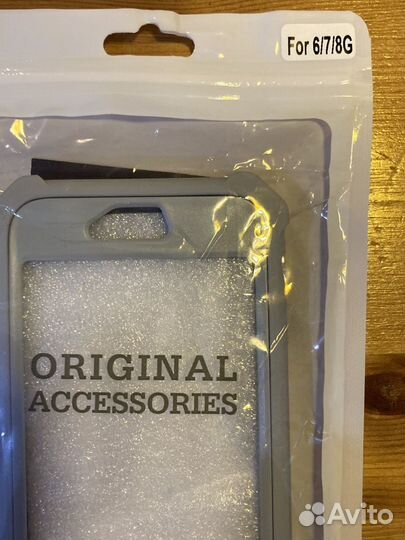 For 6/7/8G
ORIGINAL
ACCESSORIES
Avito